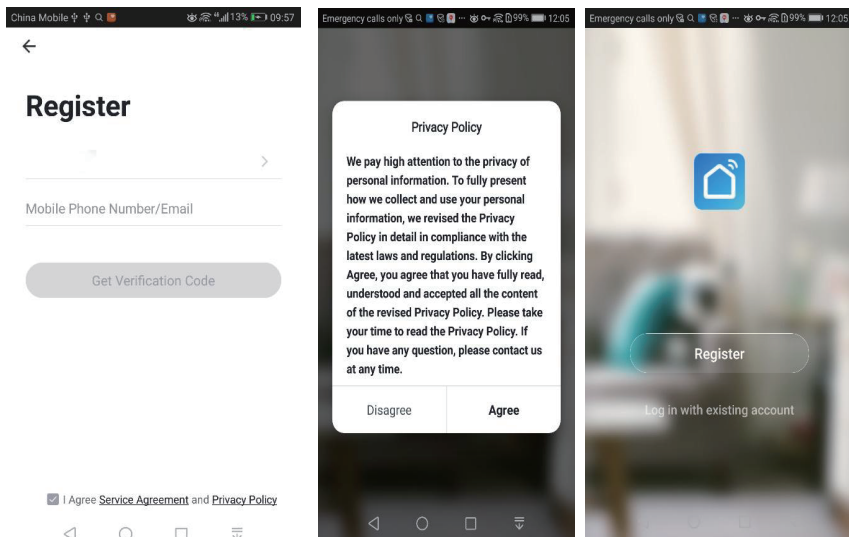 China Mobile 13% 09:57
Register
Mobile Phone Number/Email
Get Verification Code
I Agree Service Agreement and Privacy Policy
Emergency calls only 99% 12:05
Privacy Policy
We pay high attention to the privacy of
personal information. To fully present
how we collect and use your personal
information, we revised the Privacy
Policy in detail in compliance with the
latest laws and regulations. By clicking
Agree, you agree that you have fully read,
understood and accepted all the content
of the revised Privacy Policy. Please take
your time to read the Privacy Policy. If
you have any question, please contact us
at any time.
Disagree Agree
Emergency calls only 99% 12:05
Register
Log in with existing account